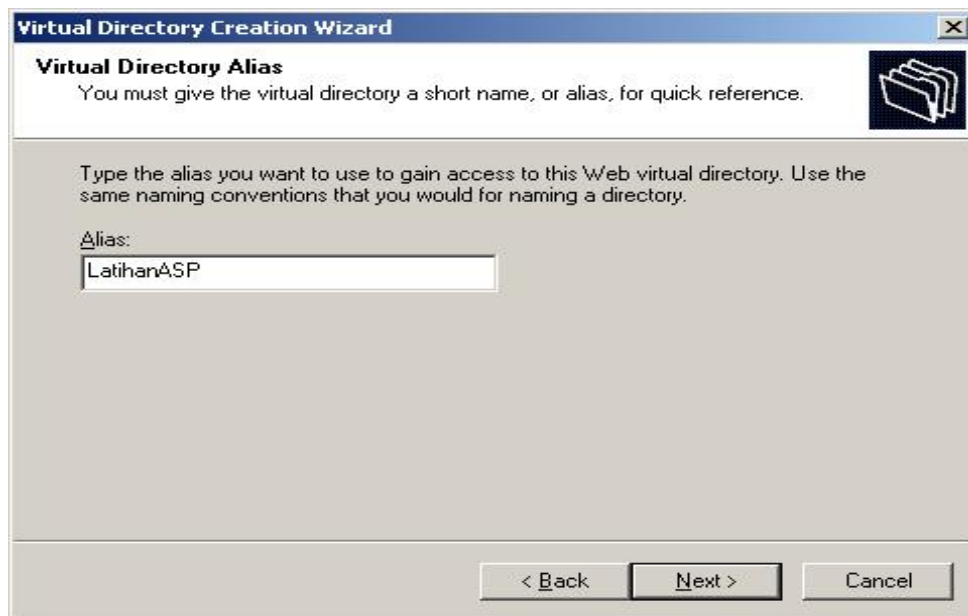 Virtual Directory Creation Wizard
Virtual Directory Alias
You must give the virtual directory a short name, or alias, for quick reference.
Type the alias you want to use to gain access to this Web virtual directory. Use the
same naming conventions that you would for naming a directory.
Alias:
LatihanASP
< Back Next > Cancel